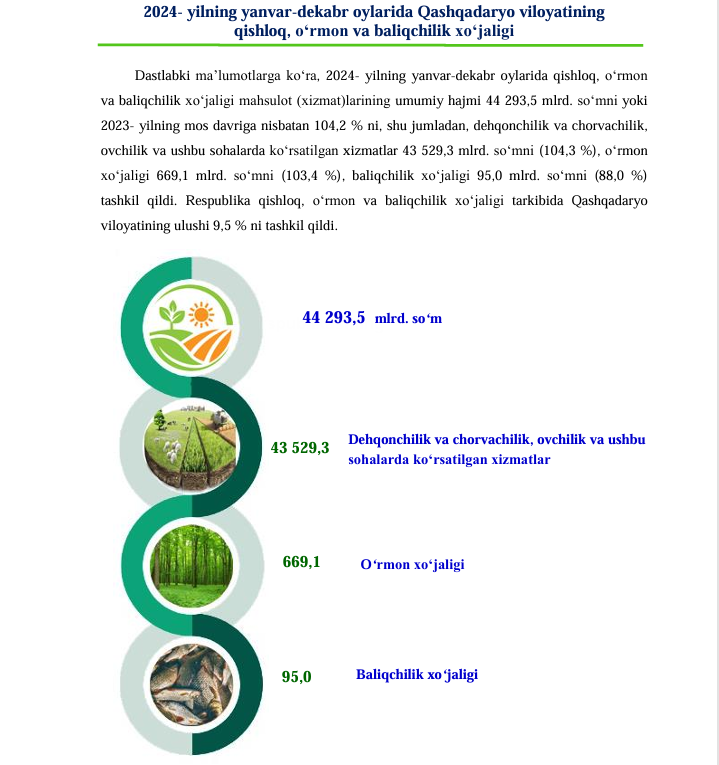 2024- yilning yanvar-dekabr oylarida Qashqadaryo viloyatining
qishloq, o‘rmon va baliqchilik xo‘jaligi
Dastlabki ma’lumotlarga ko‘ra, 2024- yilning yanvar-dekabr oylarida qishloq, o‘rmon
va baliqchilik xo‘jaligi mahsulot (xizmat)larining umumiy hajmi 44 293,5 mlrd. so‘mni yoki
2023- yilning mos davriga nisbatan 104,2 % ni, shu jumladan, dehqonchilik va chorvachilik,
ovchilik va ushbu sohalarda ko‘rsatilgan xizmatlar 43 529,3 mlrd. so‘mni (104,3 %), o‘rmon
xo‘jaligi 669,1 mlrd. so‘mni (103,4 %), baliqchilik xo‘jaligi 95,0 mlrd. so‘mni (88,0 %)
tashkil qildi. Respublika qishloq, o‘rmon va baliqchilik xo‘jaligi tarkibida Qashqadaryo
viloyatining ulushi 9,5 % ni tashkil qildi.
44 293,5 mlrd. so‘m
43 529,3 Dehqonchilik va chorvachilik, ovchilik va ushbu
sohalarda ko‘rsatilgan xizmatlar
669,1 O‘rmon xo‘jaligi
95,0 Baliqchilik xo‘jaligi